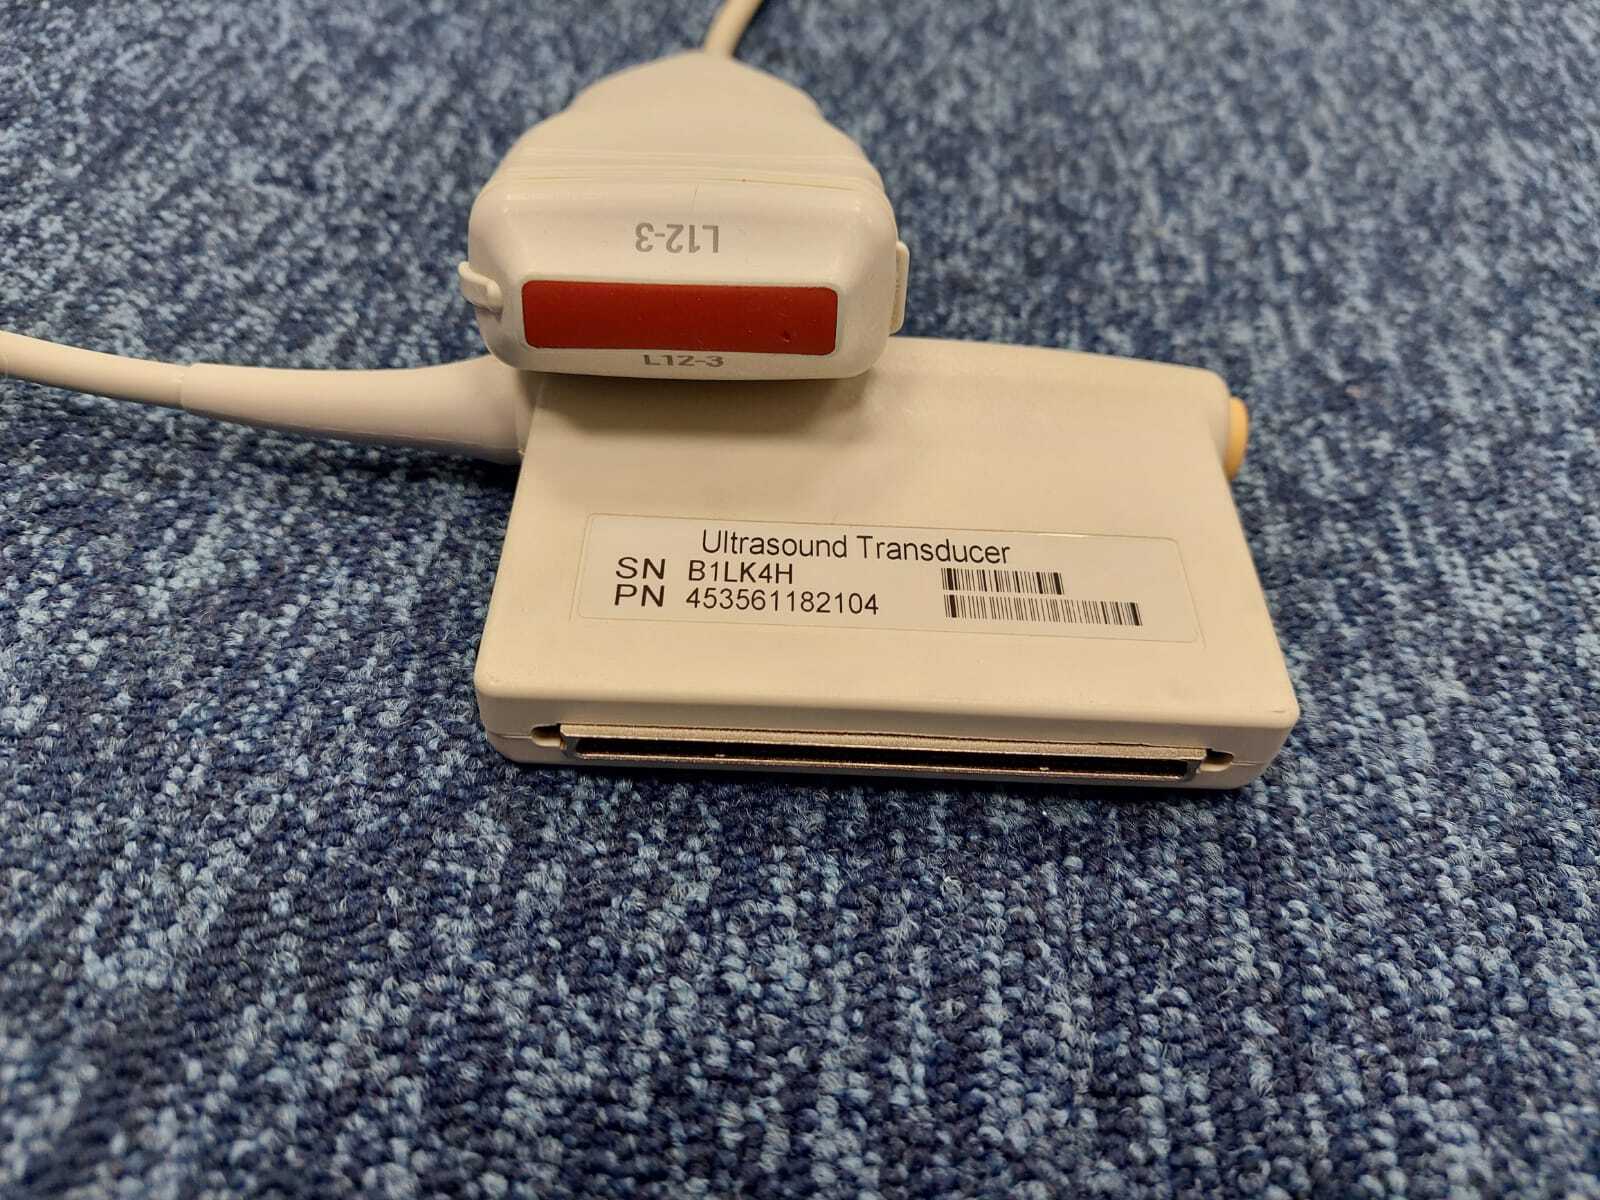 L12-3
L12-3
Ultrasound Transducer
SN B1LK4H
PN 453561182104